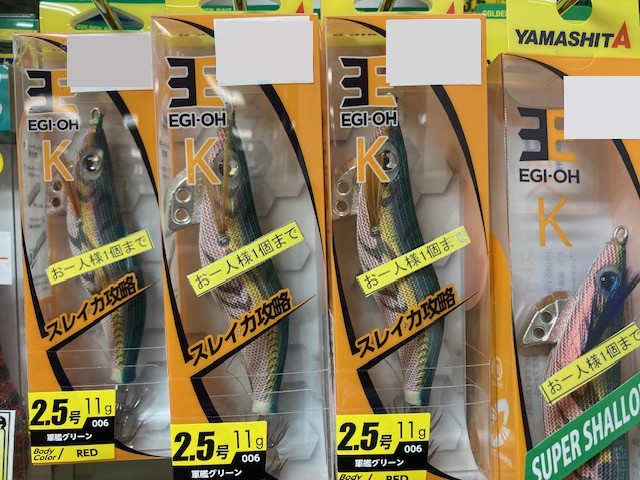 EGI-OH
K
お一人様1個まで
スレイカ攻略
2.5号 11g
006
軍艦グリーン
Body Color / RED
EGI-OH
K
お一人様1個まで
スレイカ攻略
2.5号 11g
006
軍艦グリーン
Body Color / RED
EGI-OH
K
お一人様1個まで
スレイカ攻略
2.5号 11g
006
軍艦グリーン
Body Color / RED
YAMASHITA
EGI-OH
K
お一人様1個まで
SUPER SHALLO